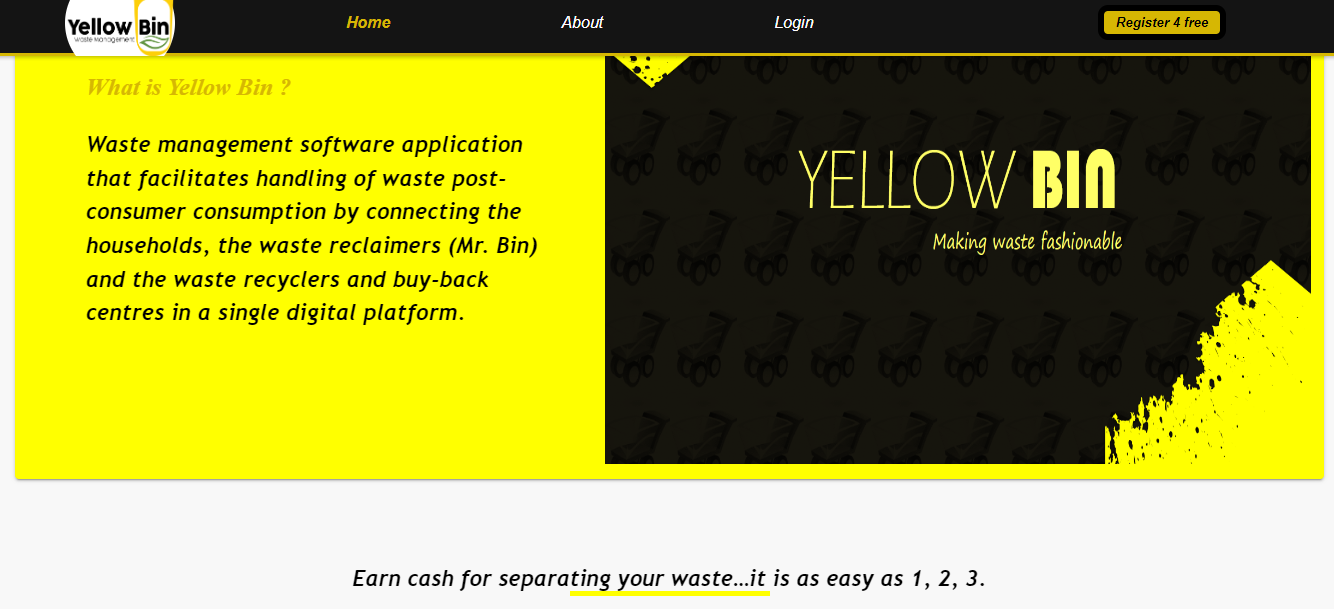 Yellow Bin
Waste Management
Home
About
Login
Register 4 free
What is Yellow Bin ?
Waste management software application
that facilitates handling of waste post-
consumer consumption by connecting the
households, the waste reclaimers (Mr. Bin)
and the waste recyclers and buy-back
centres in a single digital platform.
YELLOW BIN
Making waste fashionable
Earn cash for separating your waste...it is as easy as 1, 2, 3.